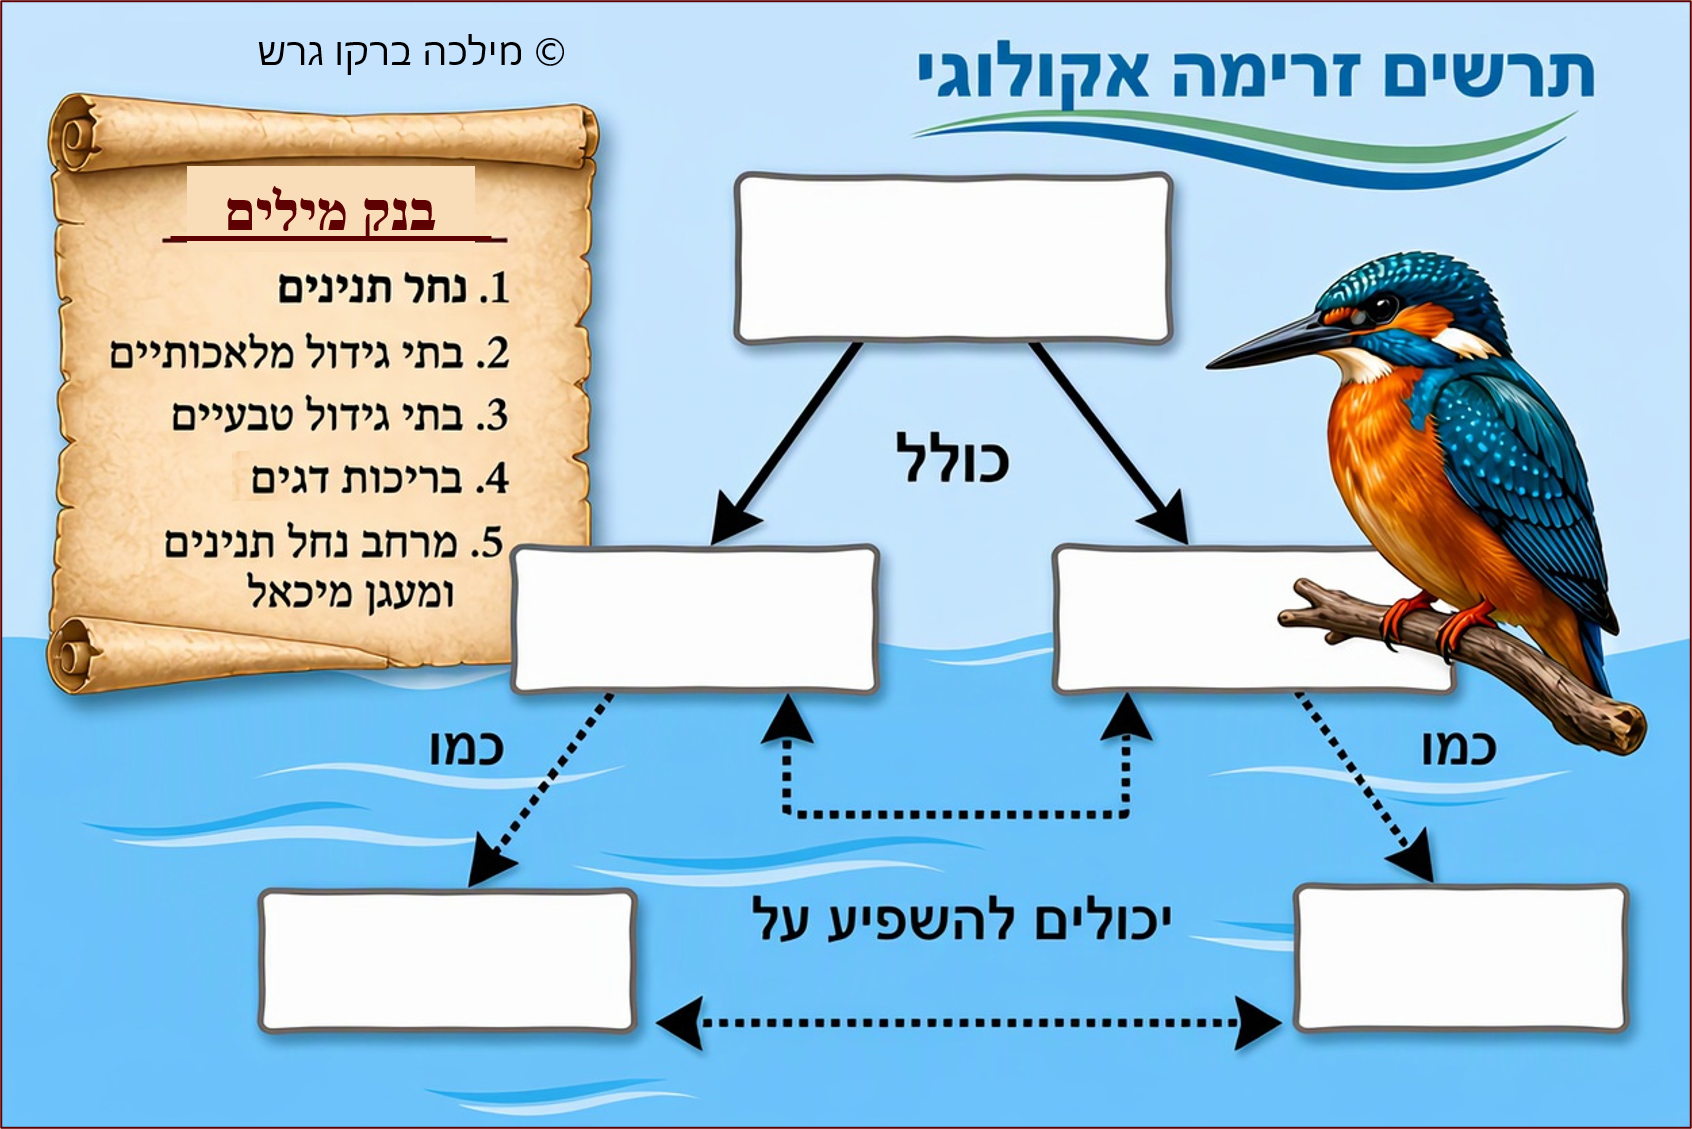 © מילכה ברקו גרש
תרשים זרימה אקולוגי
בנק מילים
1. נחל תנינים
2. בתי גידול מלאכותיים
3. בתי גידול טבעיים
4. בריכות דגים
5. מרחב נחל תנינים
ומעגן מיכאל
כולל
כמו
כמו
יכולים להשפיע על